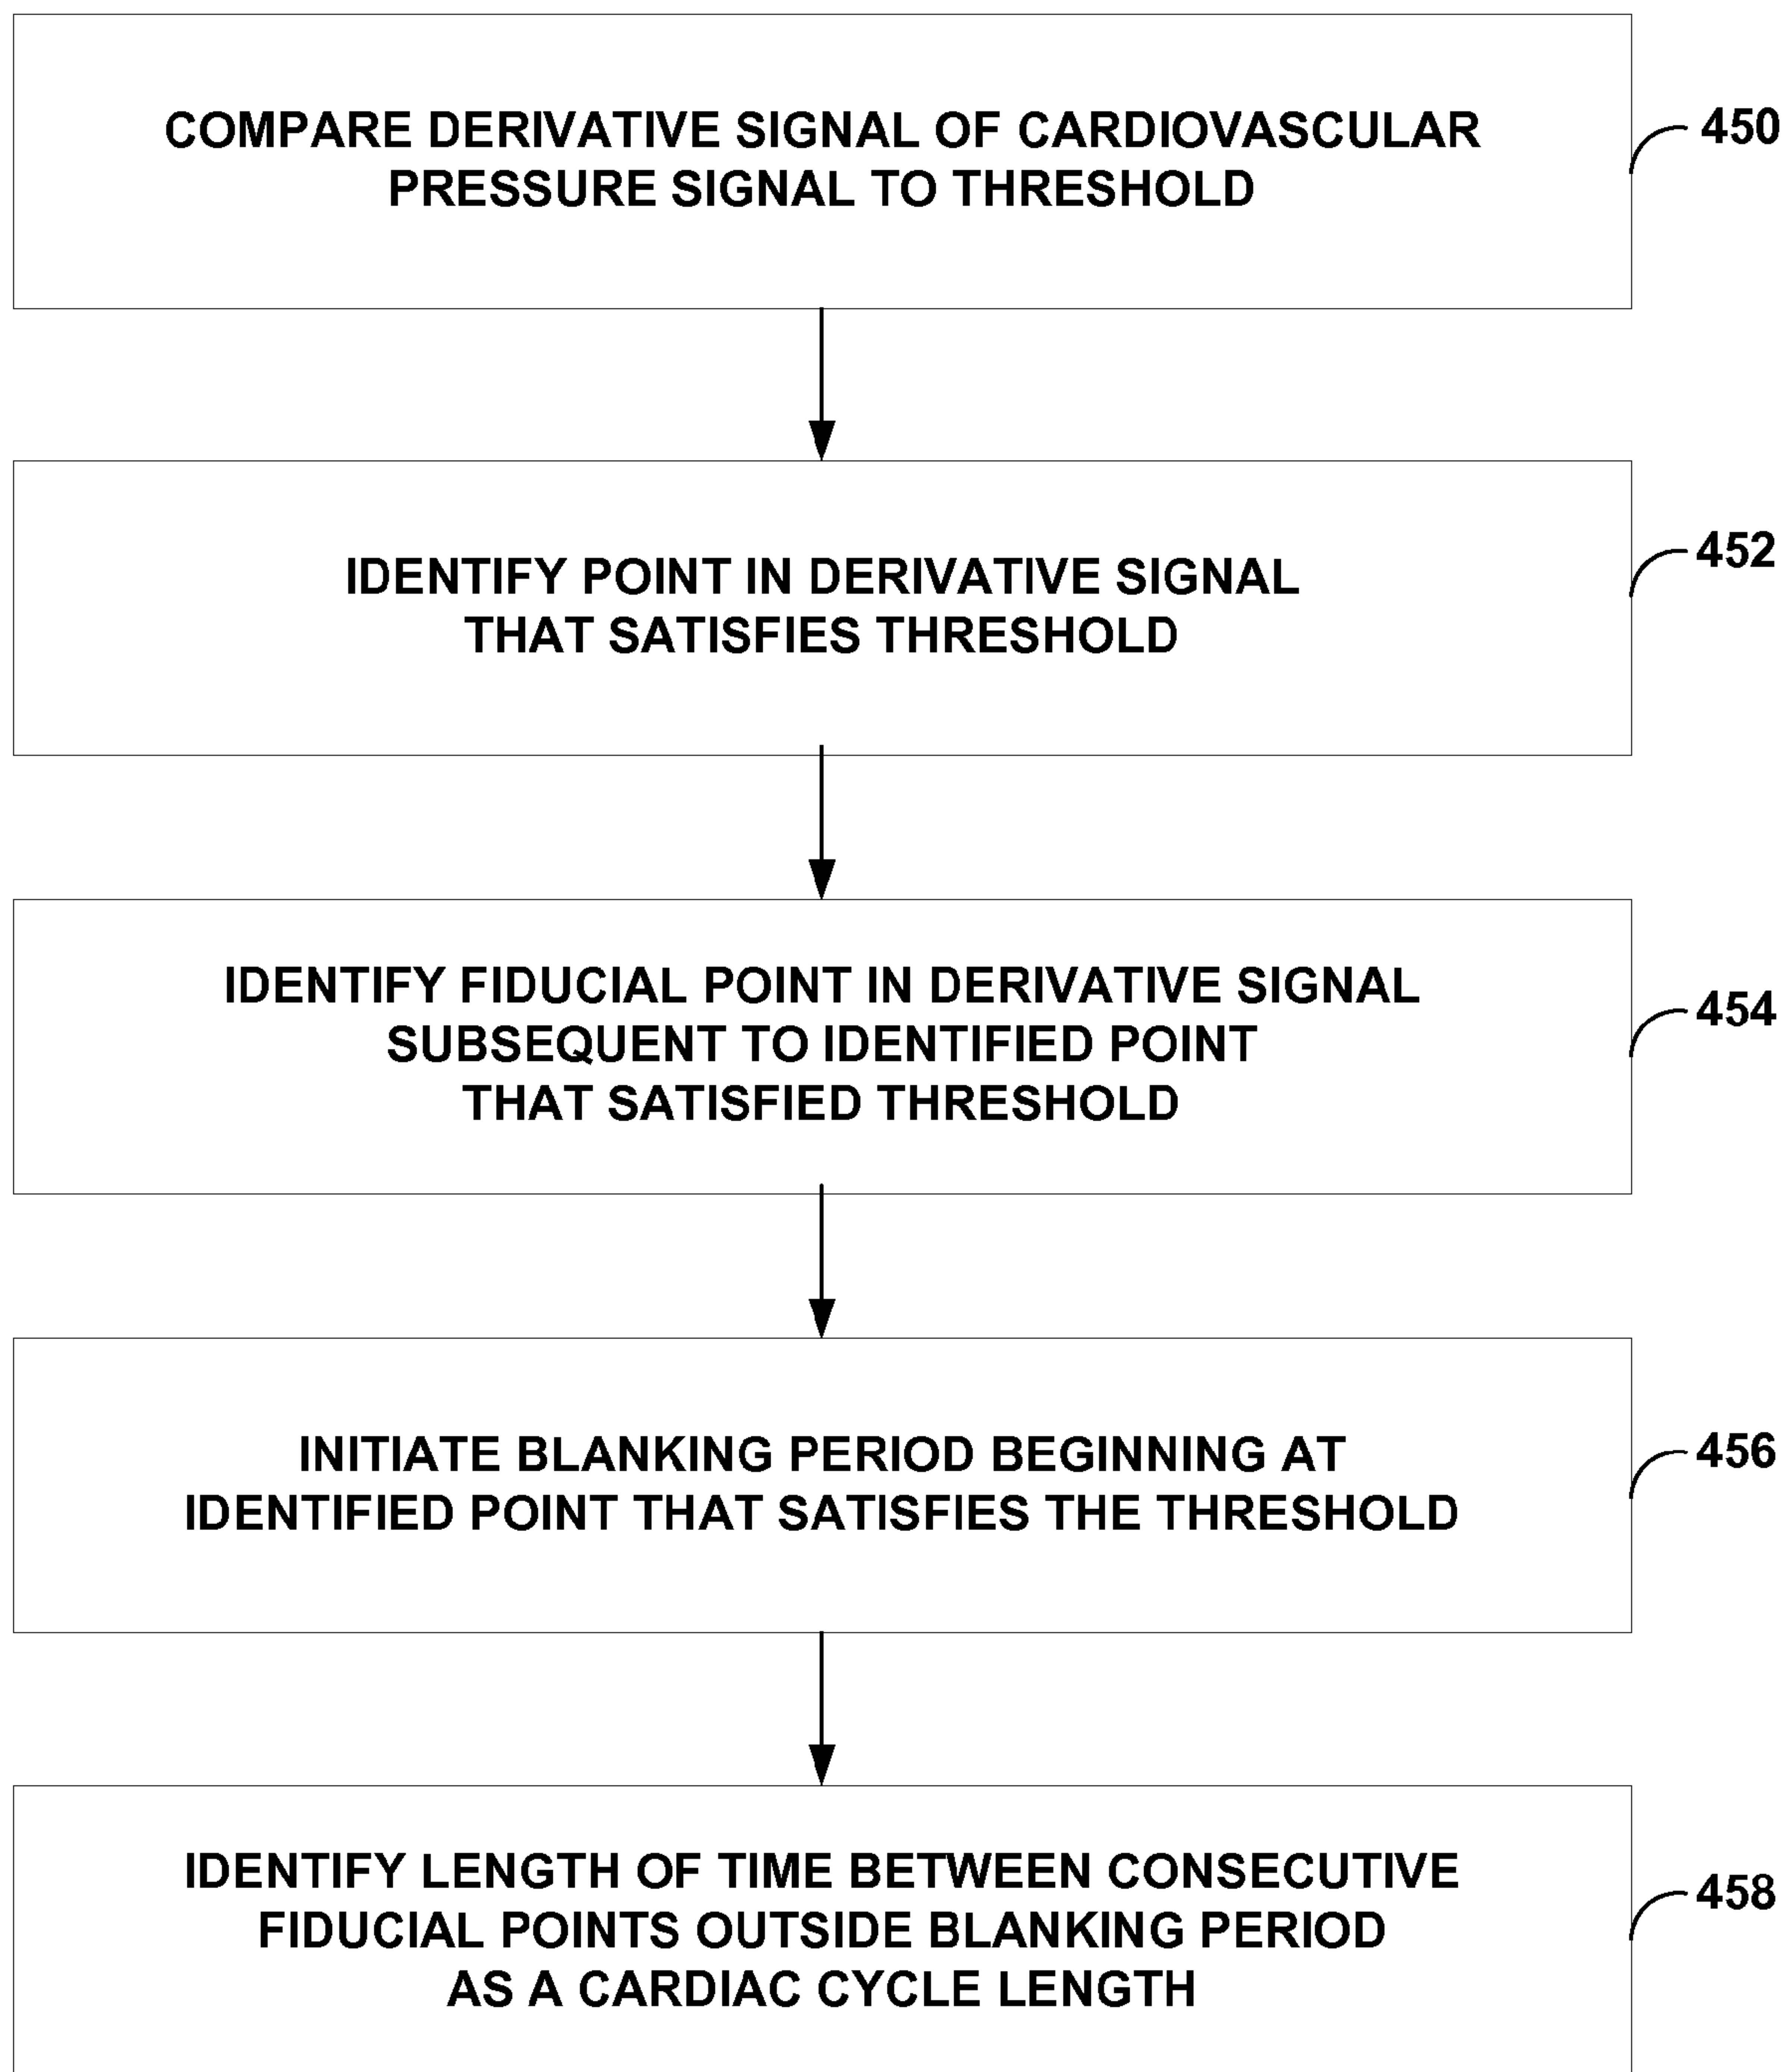 COMPARE DERIVATIVE SIGNAL OF CARDIOVASCULAR
PRESSURE SIGNAL TO THRESHOLD
450
IDENTIFY POINT IN DERIVATIVE SIGNAL
THAT SATISFIES THRESHOLD
452
IDENTIFY FIDUCIAL POINT IN DERIVATIVE SIGNAL
SUBSEQUENT TO IDENTIFIED POINT
THAT SATISFIED THRESHOLD
454
INITIATE BLANKING PERIOD BEGINNING AT
IDENTIFIED POINT THAT SATISFIES THE THRESHOLD
456
IDENTIFY LENGTH OF TIME BETWEEN CONSECUTIVE
FIDUCIAL POINTS OUTSIDE BLANKING PERIOD
AS A CARDIAC CYCLE LENGTH
458